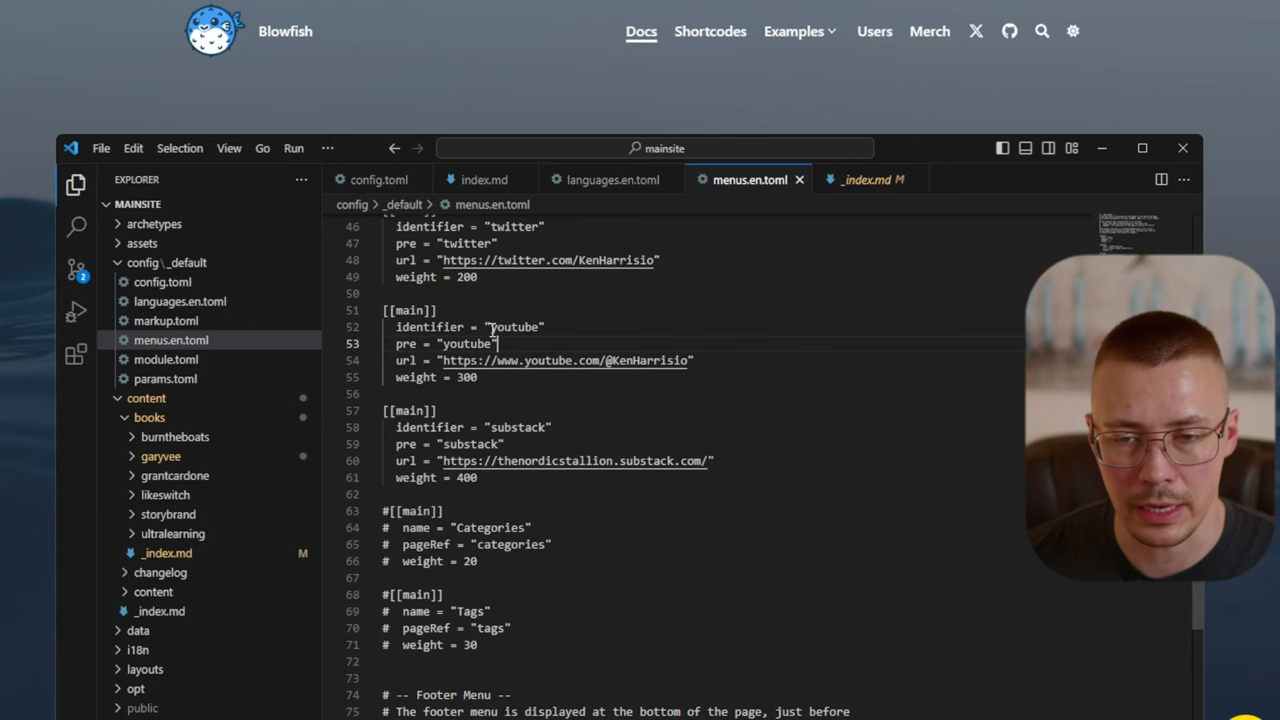 Blowfish
Docs Shortcodes Examples Users Merch
File Edit Selection View Go Run ··· mainsite
EXPLORER
config.toml index.md languages.en.toml menus.en.toml _index.md M
config > _default > menus.en.toml
MAINSITE
archetypes
assets
config \ _default
config.toml
languages.en.toml
markup.toml
menus.en.toml
module.toml
params.toml
content
books
burntheboats
garyvee
grantcardone
likeswitch
storybrand
ultralearning
_index.md M
changelog
content
_index.md
data
i18n
layouts
opt
public
2
46 identifier = "twitter"
47 pre = "twitter"
48 url = "https://twitter.com/KenHarrisio"
49 weight = 200
50
51 [[main]]
52 identifier = "youtube"
53 pre = "youtube"
54 url = "https://www.youtube.com/@KenHarrisio"
55 weight = 300
56
57 [[main]]
58 identifier = "substack"
59 pre = "substack"
60 url = "https://thenordicstallion.substack.com/"
61 weight = 400
62
63 #[[main]]
64 #  name = "Categories"
65 #  pageRef = "categories"
66 #  weight = 20
67
68 #[[main]]
69 #  name = "Tags"
70 #  pageRef = "tags"
71 #  weight = 30
72
73
74 # -- Footer Menu --
75 # The footer menu is displayed at the bottom of the page, just before